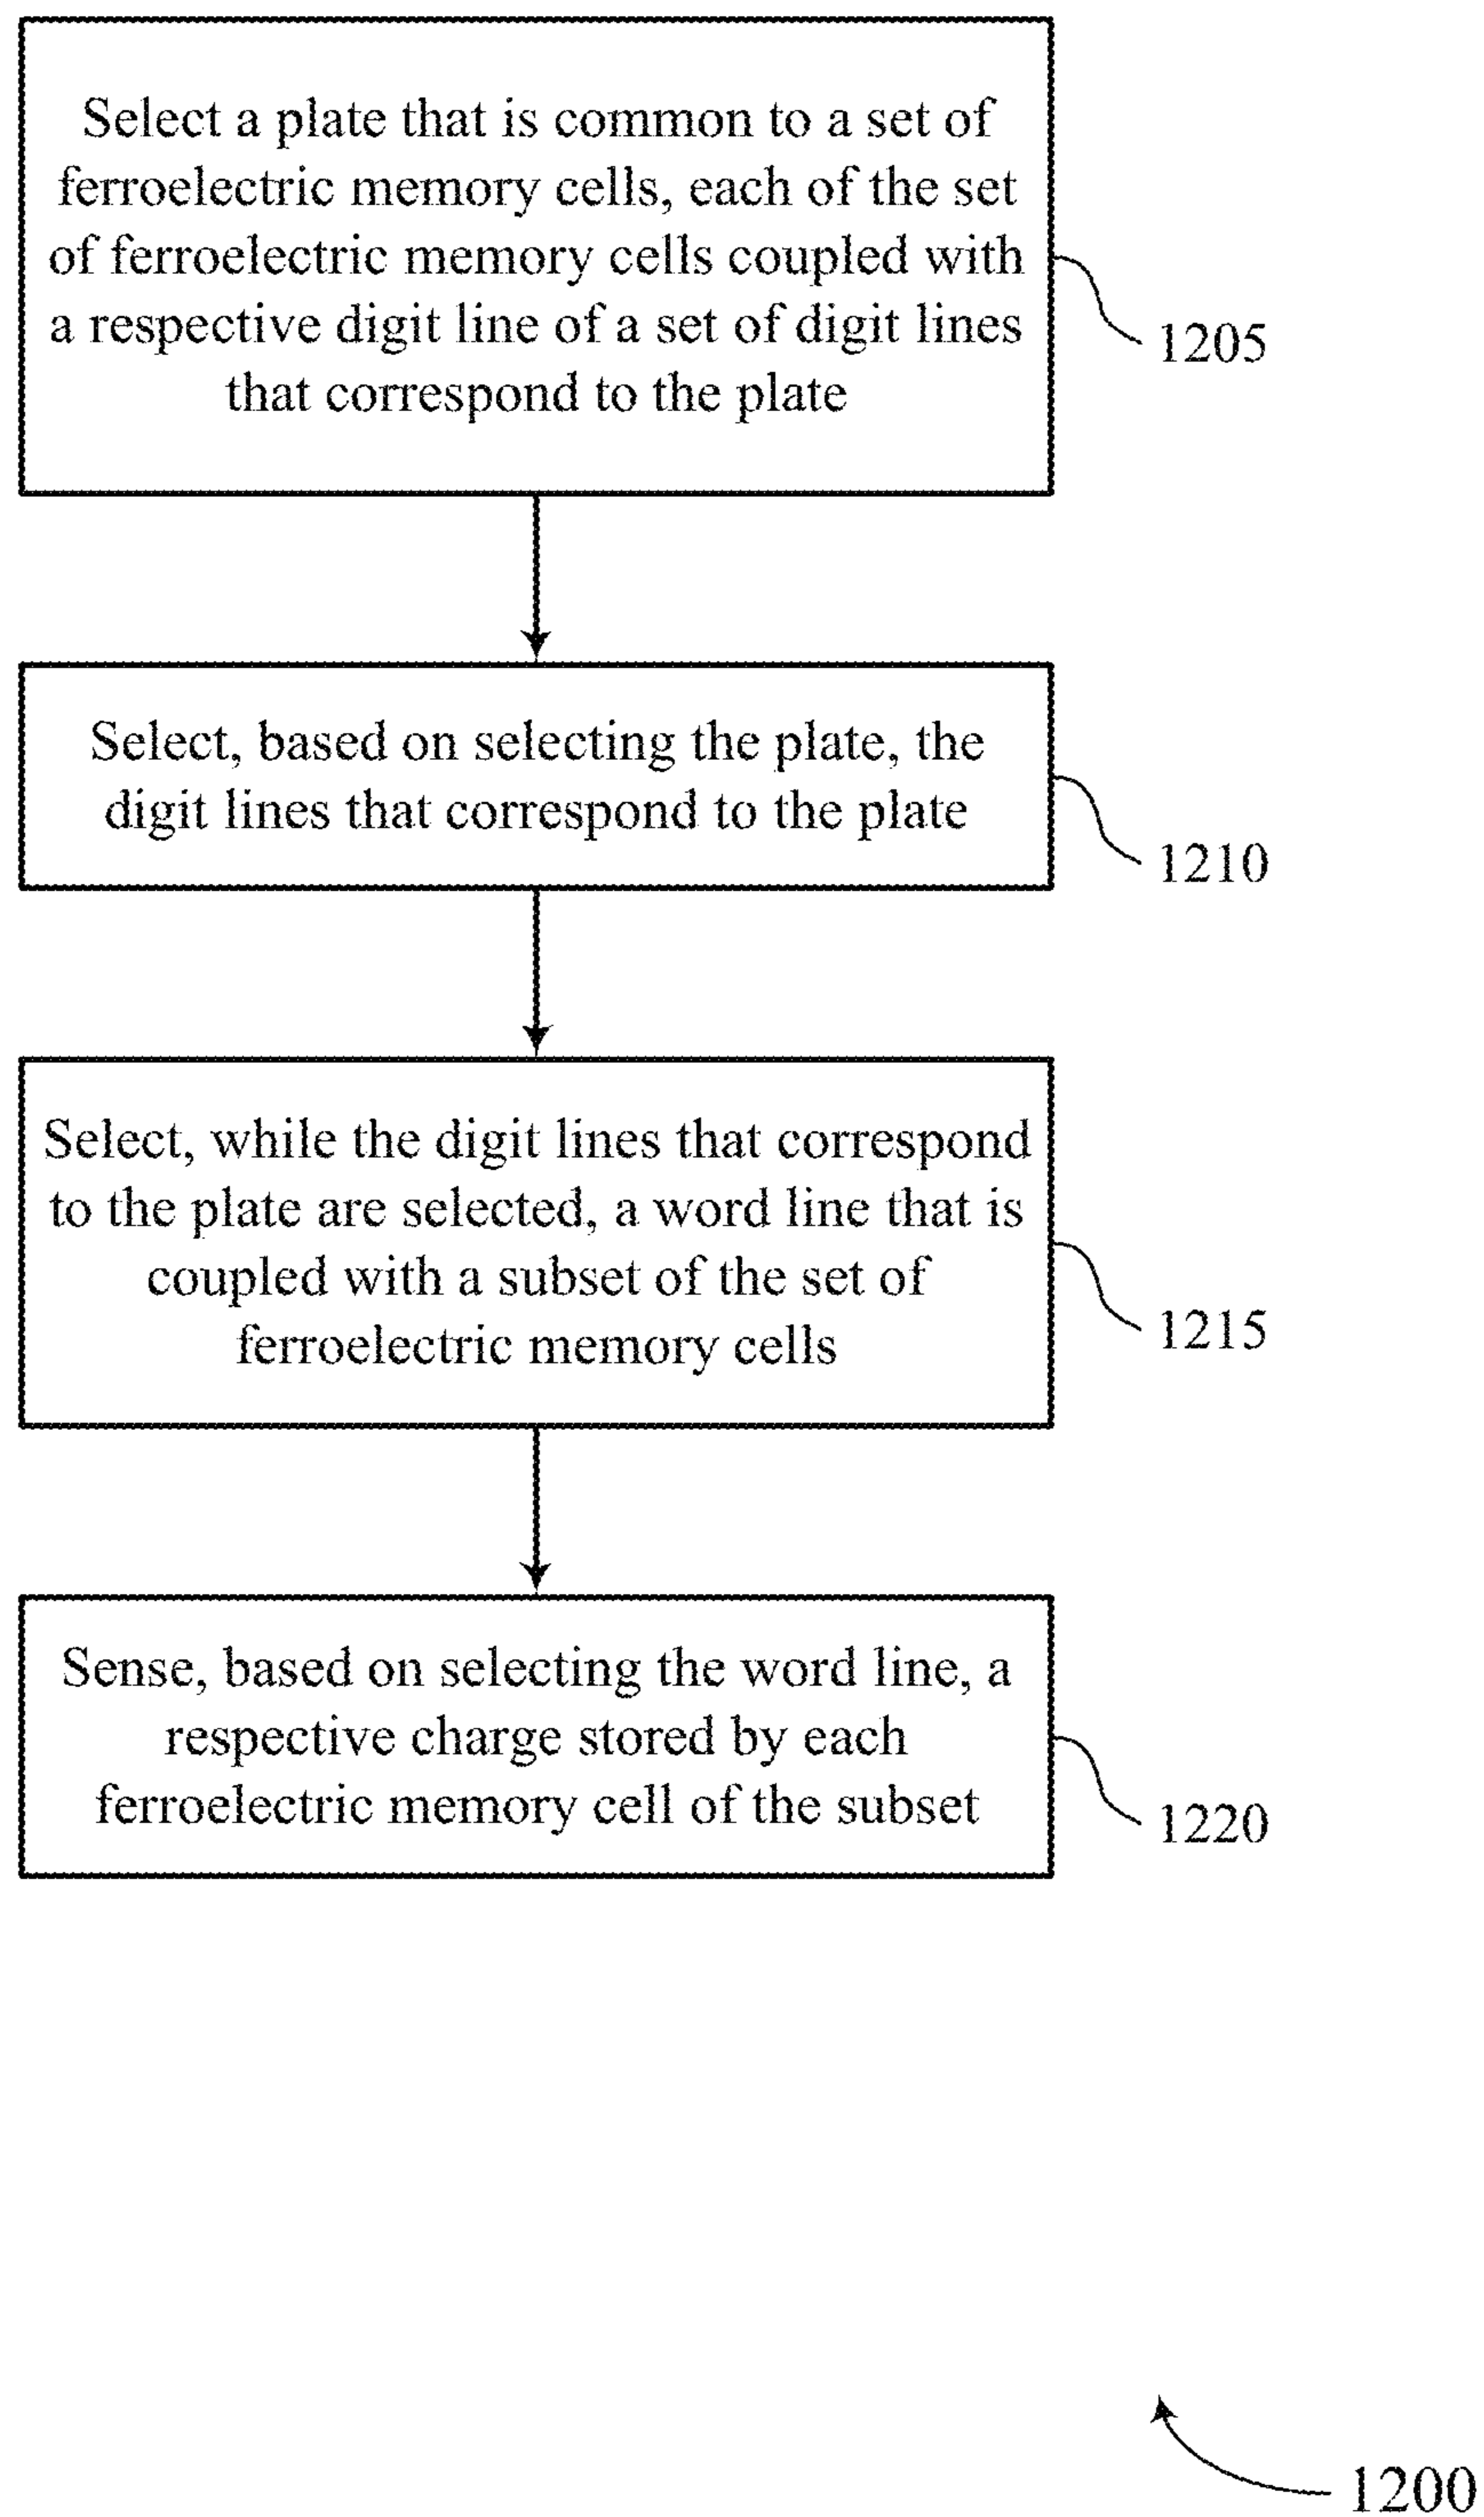 Select a plate that is common to a set of
ferroelectric memory cells, each of the set
of ferroelectric memory cells coupled with
a respective digit line of a set of digit lines
that correspond to the plate
1205
Select, based on selecting the plate, the
digit lines that correspond to the plate
1210
Select, while the digit lines that correspond
to the plate are selected, a word line that is
coupled with a subset of the set of
ferroelectric memory cells
1215
Sense, based on selecting the word line, a
respective charge stored by each
ferroelectric memory cell of the subset
1220
1200